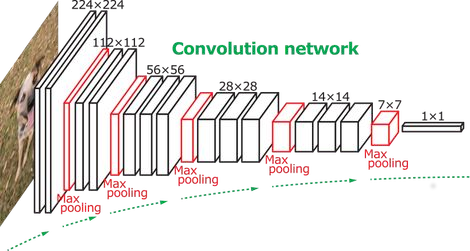 224×224
112×112
Convolution network
56×56
28×28
14×14
7×7
1×1
Max
pooling
Max
pooling
Max
pooling
Max
pooling
Max
pooling